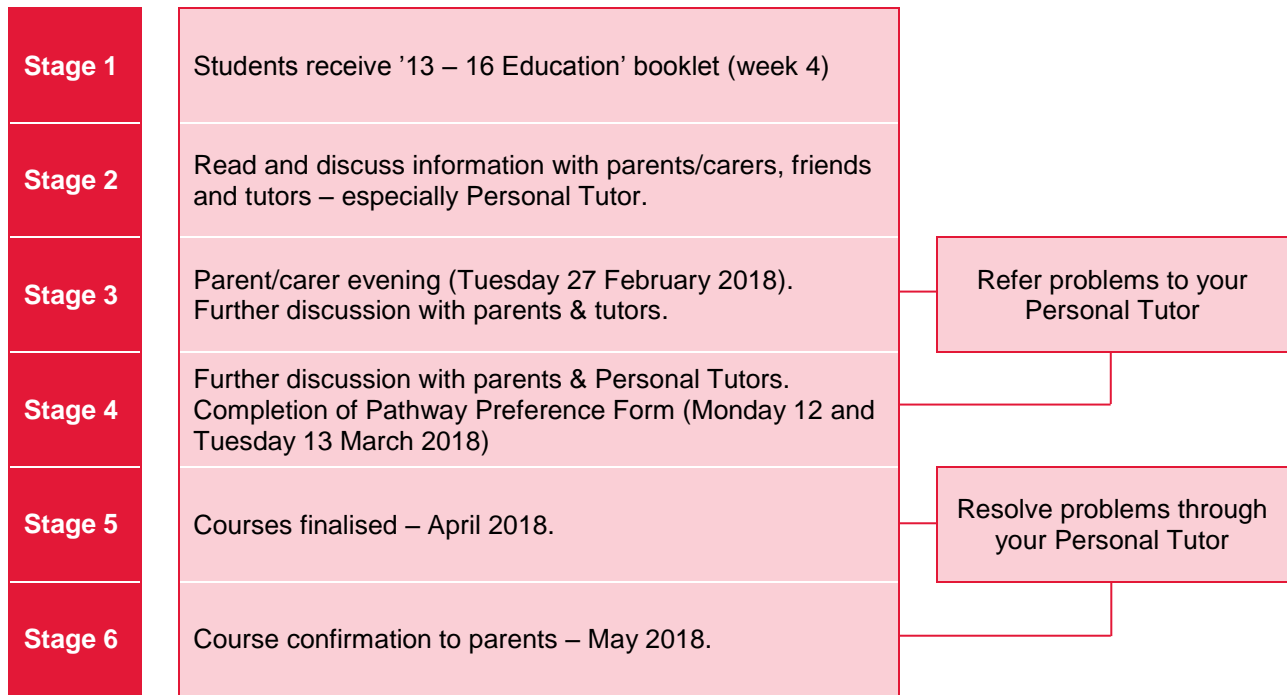 Stage 1
Students receive ’13 – 16 Education’ booklet (week 4)
Stage 2
Read and discuss information with parents/carers, friends
and tutors – especially Personal Tutor.
Stage 3
Parent/carer evening (Tuesday 27 February 2018).
Further discussion with parents & tutors.
Refer problems to your
Personal Tutor
Stage 4
Further discussion with parents & Personal Tutors.
Completion of Pathway Preference Form (Monday 12 and
Tuesday 13 March 2018)
Stage 5
Courses finalised – April 2018.
Resolve problems through
your Personal Tutor
Stage 6
Course confirmation to parents – May 2018.